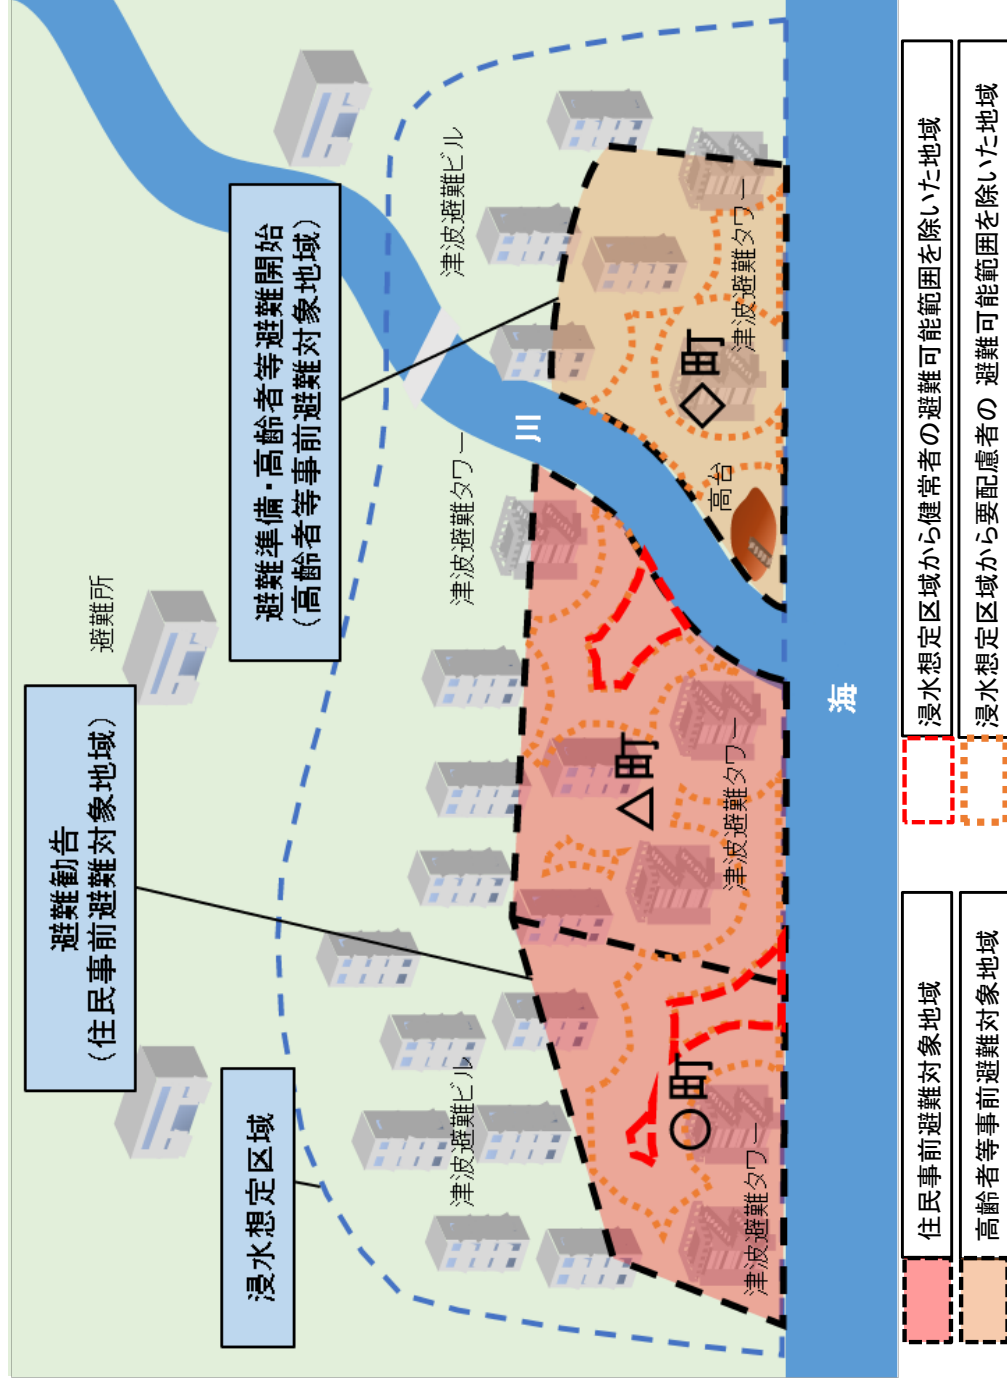 避難勧告
（住民事前避難対象地域）
避難所
避難準備・高齢者等避難開始
（高齢者等事前避難対象地域）
浸水想定区域
津波避難ビル
津波避難タワー
津波避難ビル
川
○町
△町
◇町
高台
津波避難タワー
津波避難タワー
津波避難タワー
海
住民事前避難対象地域
浸水想定区域から健常者の避難可能範囲を除いた地域
高齢者等事前避難対象地域
浸水想定区域から要配慮者の 避難可能範囲を除いた地域